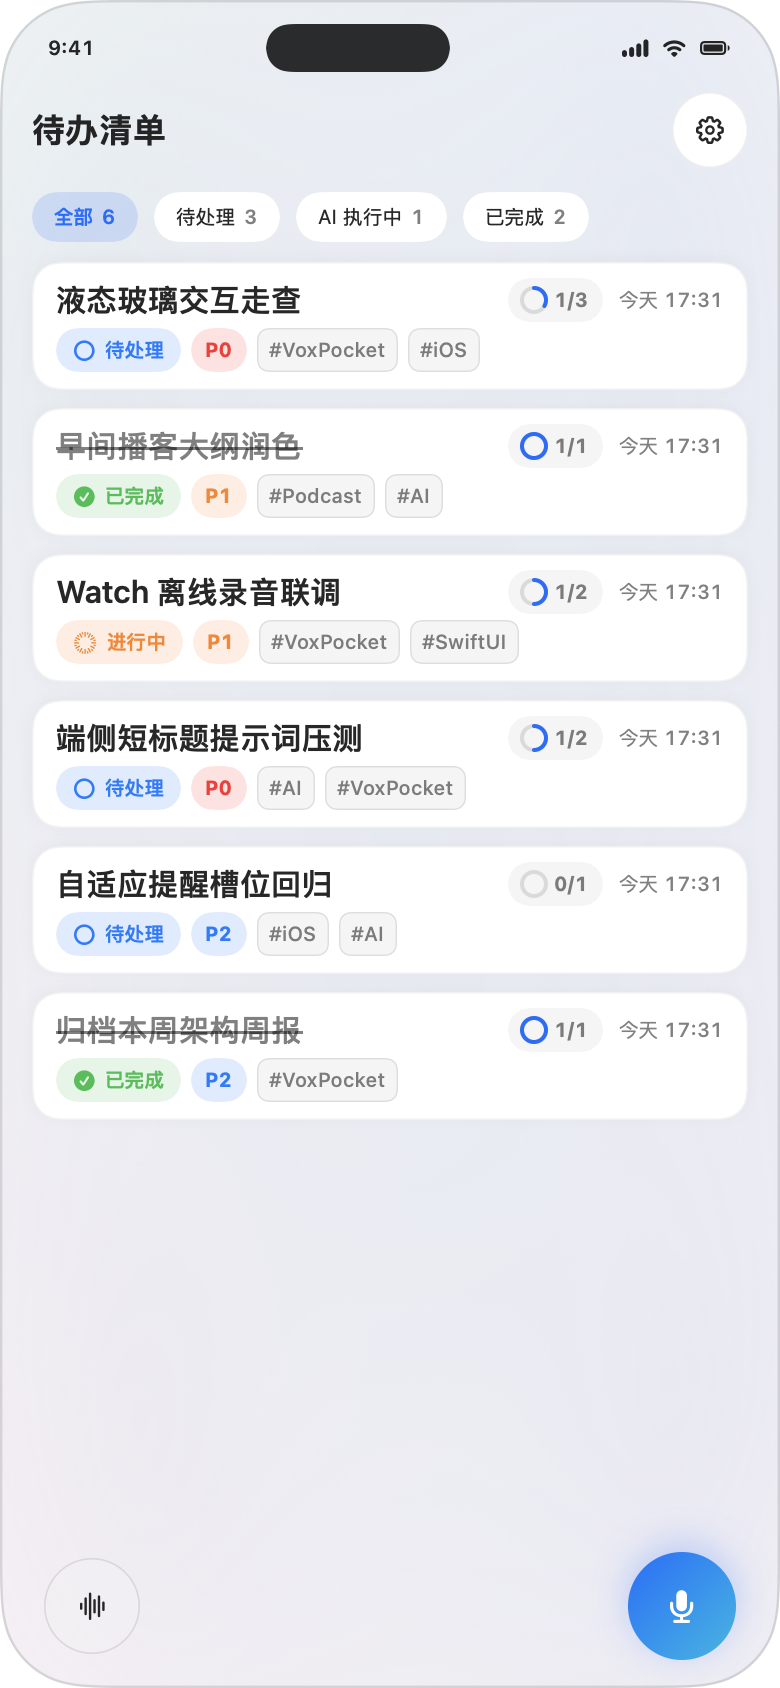 9:41
待办清单
全部 6 待处理 3 AI 执行中 1 已完成 2
液态玻璃交互走查 1/3 今天 17:31
待处理 P0 #VoxPocket #iOS
早间播客大纲润色 1/1 今天 17:31
已完成 P1 #Podcast #AI
Watch 离线录音联调 1/2 今天 17:31
进行中 P1 #VoxPocket #SwiftUI
端侧短标题提示词压测 1/2 今天 17:31
待处理 P0 #AI #VoxPocket
自适应提醒槽位回归 0/1 今天 17:31
待处理 P2 #iOS #AI
归档本周架构周报 1/1 今天 17:31
已完成 P2 #VoxPocket